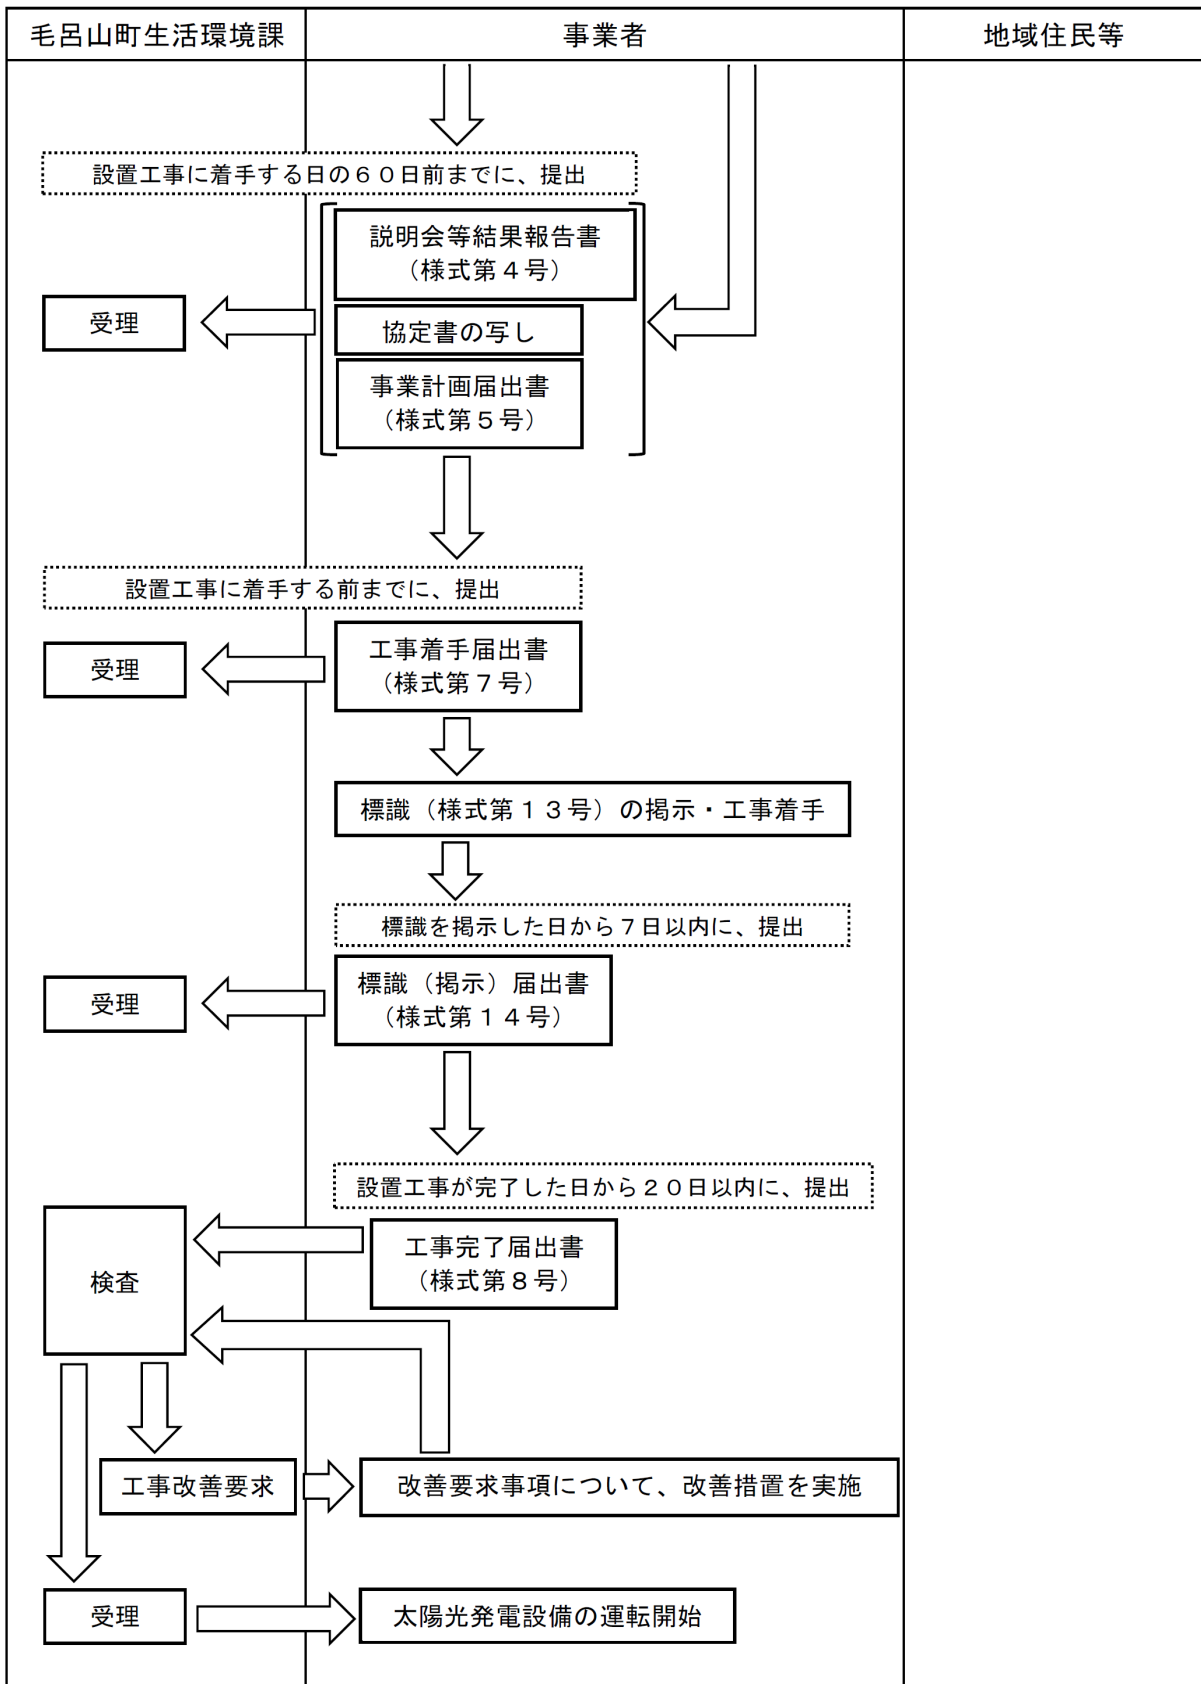 毛呂山町生活環境課
事業者
地域住民等
設置工事に着手する日の６０日前までに、提出
説明会等結果報告書
（様式第４号）
受理
協定書の写し
事業計画届出書
（様式第５号）
設置工事に着手する前までに、提出
工事着手届出書
（様式第７号）
受理
標識（様式第１３号）の掲示・工事着手
標識を掲示した日から７日以内に、提出
標識（掲示）届出書
（様式第１４号）
受理
設置工事が完了した日から２０日以内に、提出
工事完了届出書
（様式第８号）
検査
工事改善要求
改善要求事項について、改善措置を実施
受理
太陽光発電設備の運転開始